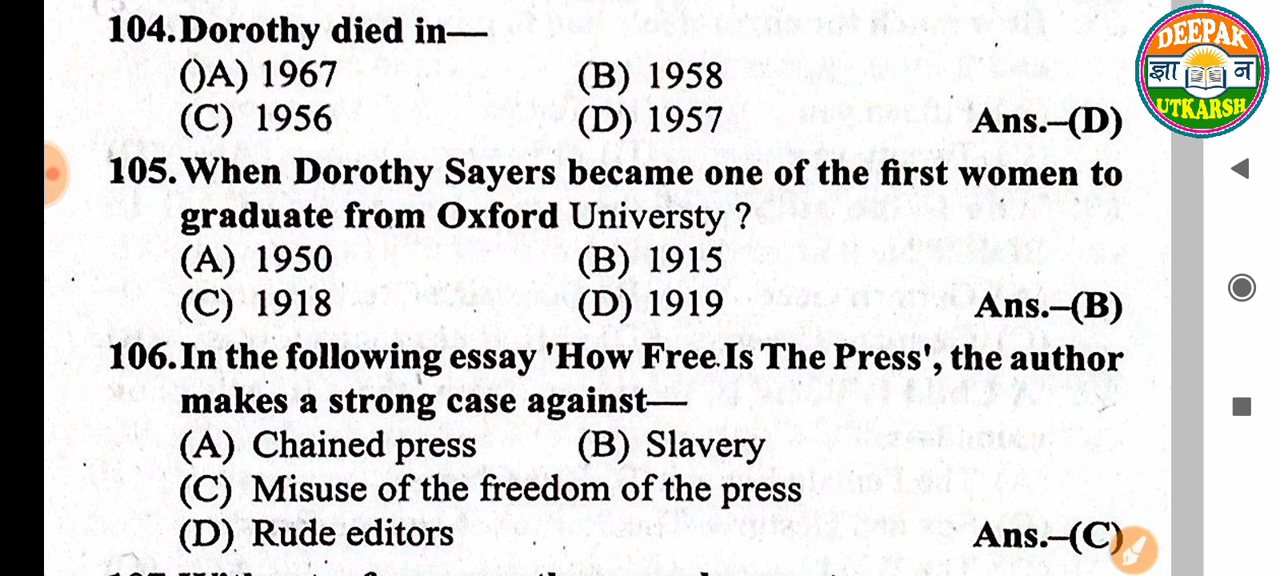 104. Dorothy died in—
()A) 1967 (B) 1958
(C) 1956 (D) 1957 Ans.–(D)
105. When Dorothy Sayers became one of the first women to
graduate from Oxford Universty ?
(A) 1950 (B) 1915
(C) 1918 (D) 1919 Ans.–(B)
106. In the following essay 'How Free Is The Press', the author
makes a strong case against—
(A) Chained press (B) Slavery
(C) Misuse of the freedom of the press
(D) Rude editors Ans.–(C)
DEEPAK
ज्ञा न
UTKARSH